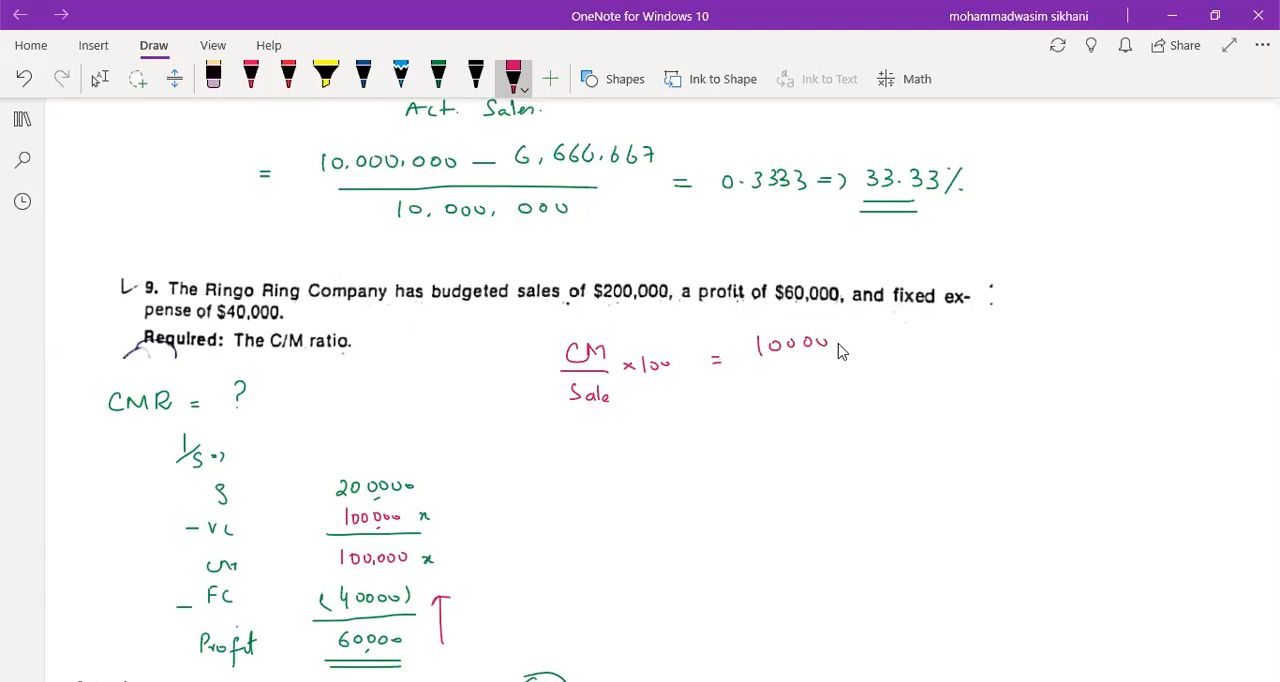 OneNote for Windows 10
mohammadwasim sikhani
Home Insert Draw View Help
Share
Shapes Ink to Shape Ink to Text Math
Act. Sales.
= 10,000,000 — 6,666,667 / 10,000,000 = 0.3333 => 33.33%
9. The Ringo Ring Company has budgeted sales of $200,000, a profit of $60,000, and fixed ex-
pense of $40,000.
Required: The C/M ratio.
CM / Sale ×100 = 10000
CMR = ?
I/S =>
S 200000
- VC 100000 x
CM 100,000 x
- FC (40000)
Profit 60000